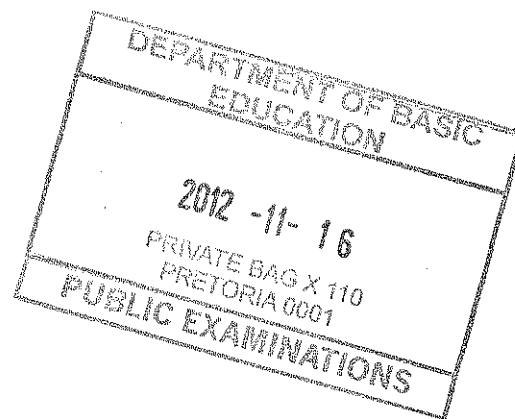 DEPARTMENT OF BASIC
EDUCATION
2012 -11- 16
PRIVATE BAG X 110
PRETORIA 0001
PUBLIC EXAMINATIONS